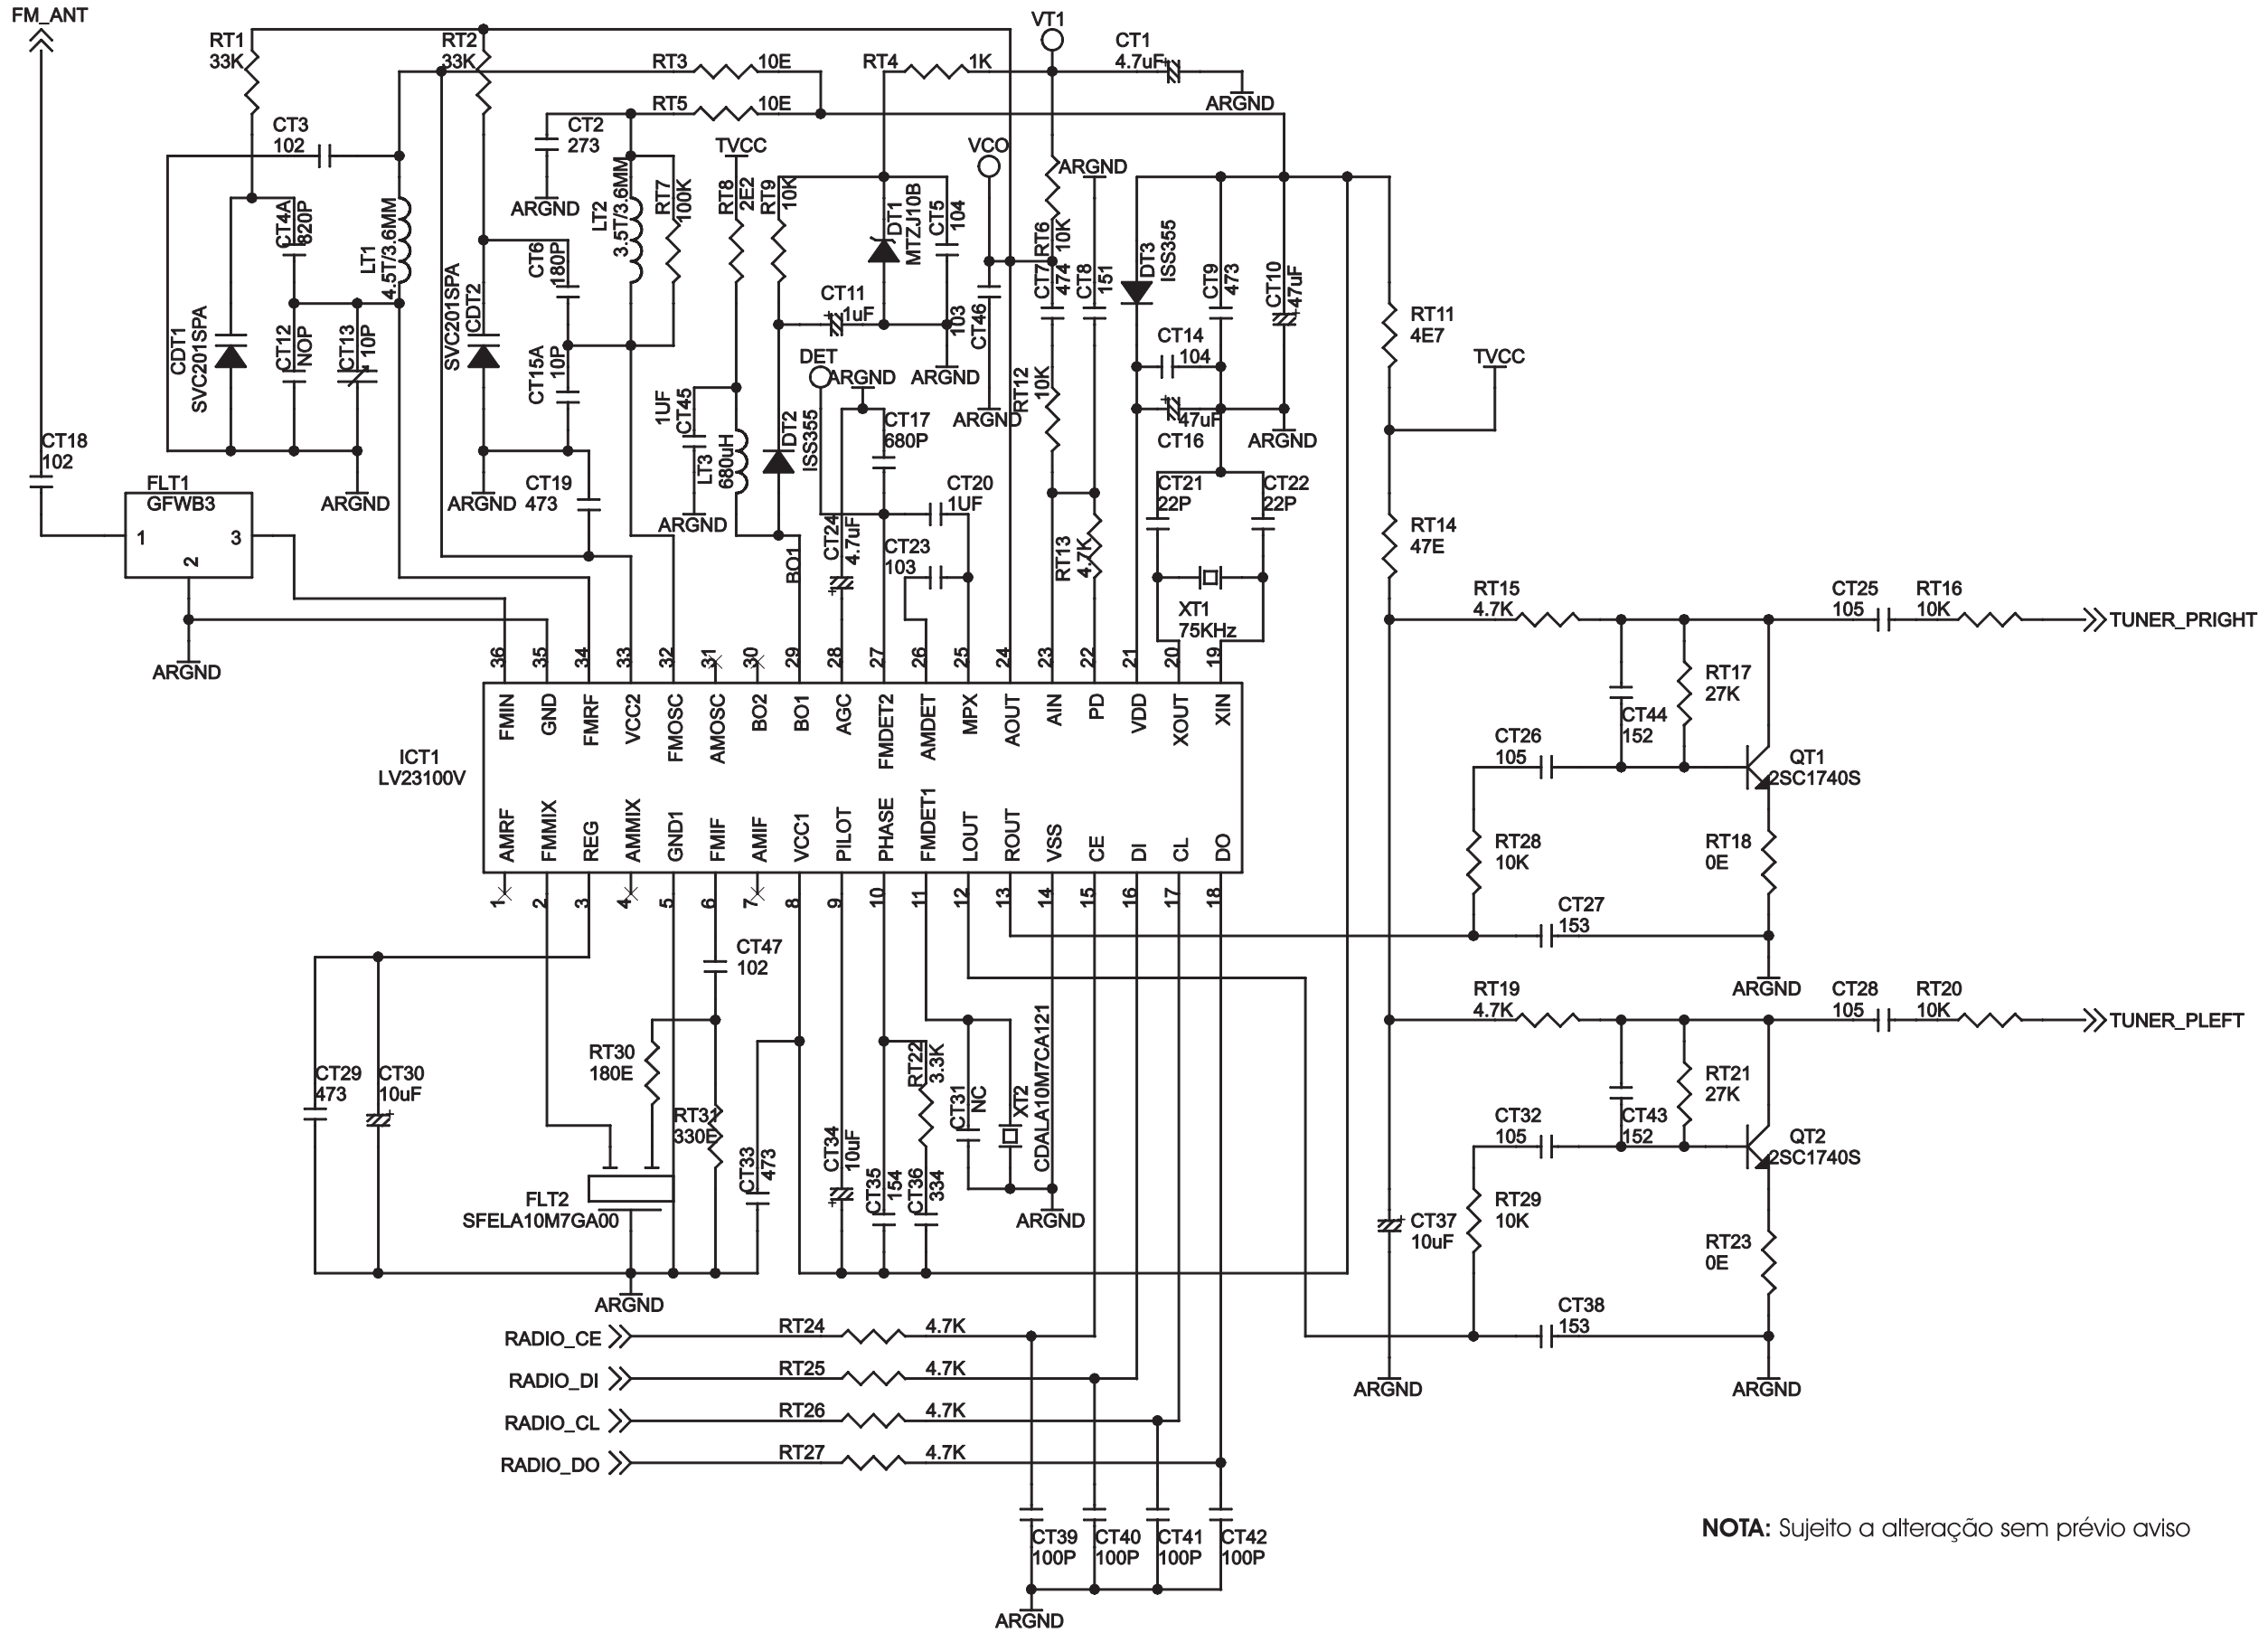 FM_ANT
RT1
33K
RT2
33K
RT3
10E
RT4
1K
VT1
CT1
4.7uF
+
ARGND
RT5
10E
CT3
102
CT2
273
ARGND
TVCC
VCO
ARGND
CT4A
820P
LT1
4.5T/3.6MM
LT2
3.5T/3.6MM
RT7
100K
RT8
2E2
RT9
10K
DT1
MTZJ10B
CT5
104
RT6
10K
CT7
474
CT8
151
DT3
ISS355
CT9
473
CT10
47uF
+
CDT1
SVC201SPA
CT12
NOP
CT13
10P
SVC201SPA
CDT2
CT6
180P
CT15A
10P
CT11
1uF
+
103
CT46
ARGND
ARGND
DET
ARGND
RT12
10K
CT14
104
+
47uF
CT16
ARGND
RT11
4E7
TVCC
CT18
102
FLT1
GFWB3
1
2
3
ARGND
ARGND
ARGND
CT19
473
1UF
CT45
LT3
680uH
ARGND
DT2
ISS355
BO1
CT17
680P
CT20
1UF
CT24
4.7uF
+
CT23
103
RT13
4.7K
CT21
22P
CT22
22P
XT1
75KHz
RT14
47E
RT15
4.7K
CT25
105
RT16
10K
TUNER_PRIGHT
RT17
27K
CT44
152
CT26
105
QT1
2SC1740S
RT28
10K
RT18
0E
CT27
153
ARGND
36
35
34
33
32
31
30
29
28
27
26
25
24
23
22
21
20
19
FMIN
GND
FMRF
VCC2
FMOSC
AMOSC
BO2
BO1
AGC
FMDET2
AMDET
MPX
AOUT
AIN
PD
VDD
XOUT
XIN
ICT1
LV23100V
AMRF
FMMIX
REG
AMMIX
GND1
FMIF
AMIF
VCC1
PILOT
PHASE
FMDET1
LOUT
ROUT
VSS
CE
DI
CL
DO
1
2
3
4
5
6
7
8
9
10
11
12
13
14
15
16
17
18
CT47
102
RT30
180E
RT31
330E
CT29
473
CT30
10uF
+
FLT2
SFELA10M7GA00
CT33
473
CT34
10uF
+
CT35
154
RT22
3.3K
CT36
334
CT31
NC
XT2
CDALA10M7CA121
ARGND
ARGND
RT19
4.7K
CT28
105
RT20
10K
TUNER_PLEFT
RT21
27K
CT43
152
CT32
105
QT2
2SC1740S
RT29
10K
RT23
0E
CT37
10uF
+
CT38
153
ARGND
ARGND
RADIO_CE
RT24
4.7K
RADIO_DI
RT25
4.7K
RADIO_CL
RT26
4.7K
RADIO_DO
RT27
4.7K
CT39
100P
CT40
100P
CT41
100P
CT42
100P
ARGND
NOTA: Sujeito a alteração sem prévio aviso